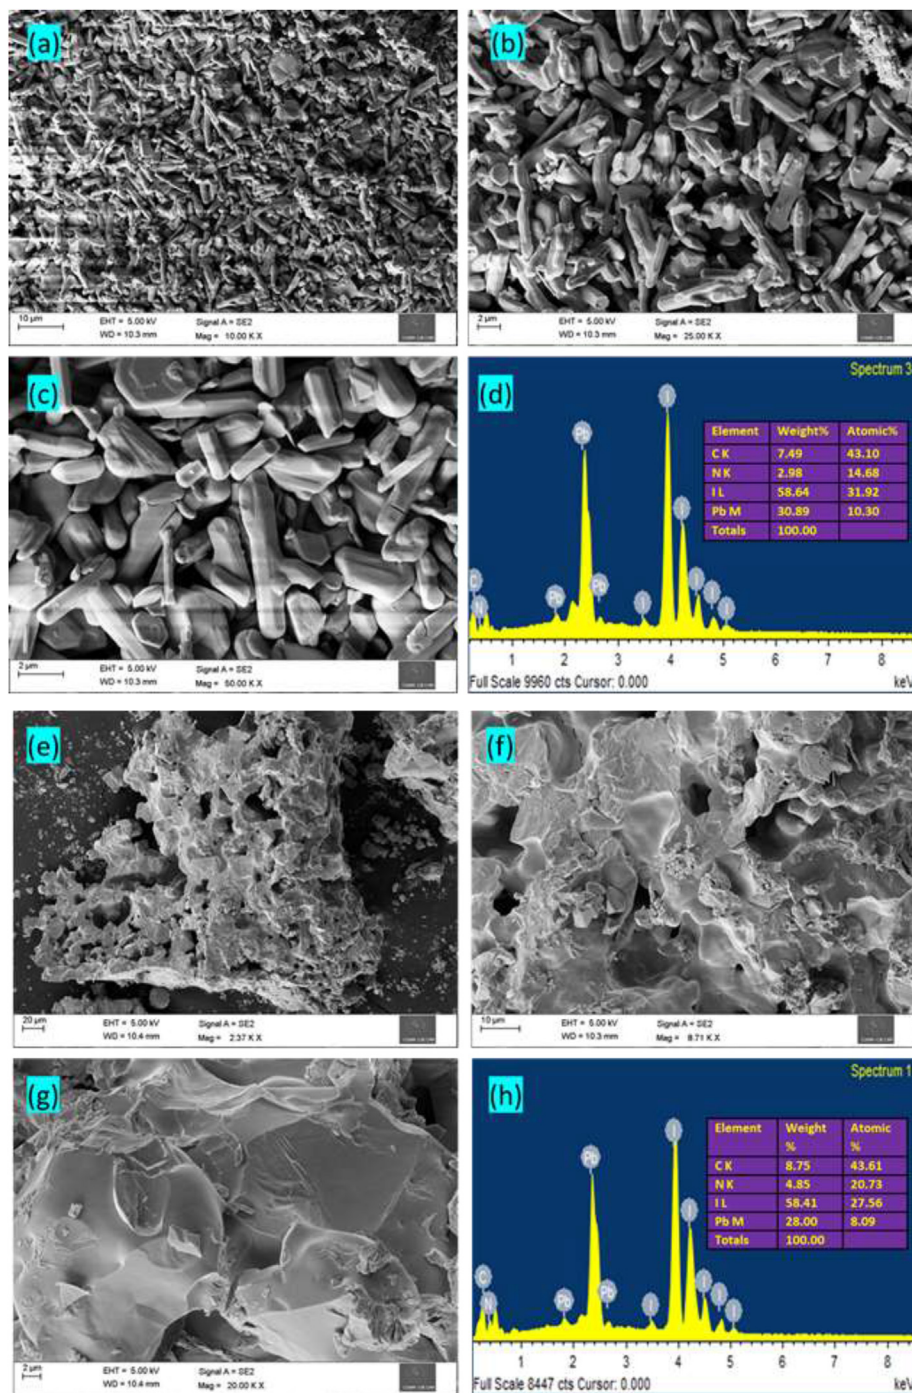 (a)
10 µm
EHT = 5.00 kV
WD = 10.3 mm
Signal A = SE2
Mag = 10.00 K X
(b)
2 µm
EHT = 5.00 kV
WD = 10.3 mm
Signal A = SE2
Mag = 25.00 K X
(c)
2 µm
EHT = 5.00 kV
WD = 10.3 mm
Signal A = SE2
Mag = 50.00 K X
(d)
Spectrum 3
I
Pb
I
C
N
Pb
Pb
I
I
I
I
Element Weight% Atomic%
C K 7.49 43.10
N K 2.98 14.68
I L 58.64 31.92
Pb M 30.89 10.30
Totals 100.00
1 2 3 4 5 6 7 8
Full Scale 9960 cts Cursor: 0.000
keV
(e)
20 µm
EHT = 5.00 kV
WD = 10.4 mm
Signal A = SE2
Mag = 2.37 K X
(f)
10 µm
EHT = 5.00 kV
WD = 10.3 mm
Signal A = SE2
Mag = 8.71 K X
(g)
2 µm
EHT = 5.00 kV
WD = 10.4 mm
Signal A = SE2
Mag = 20.00 K X
(h)
Spectrum 1
I
Pb
I
C
N
Pb
Pb
I
I
I
I
Element Weight % Atomic %
C K 8.75 43.61
N K 4.85 20.73
I L 58.41 27.56
Pb M 28.00 8.09
Totals 100.00
1 2 3 4 5 6 7 8
Full Scale 8447 cts Cursor: 0.000
keV